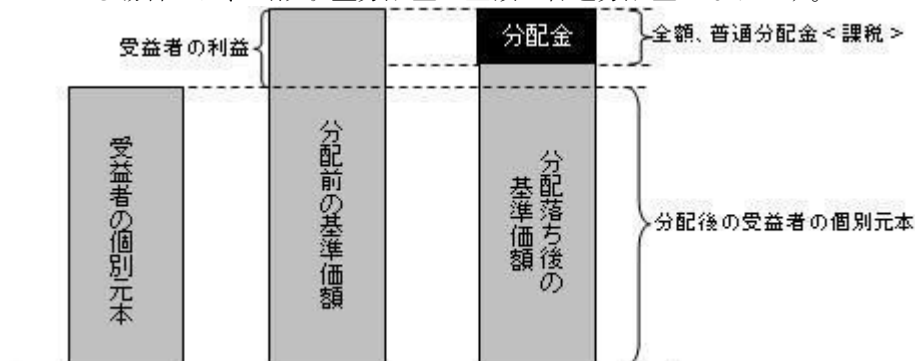 受益者の利益
分配金
全額、普通分配金＜課税＞
受益者の個別元本
分配前の基準価額
分配落ち後の
基準価額
分配後の受益者の個別元本